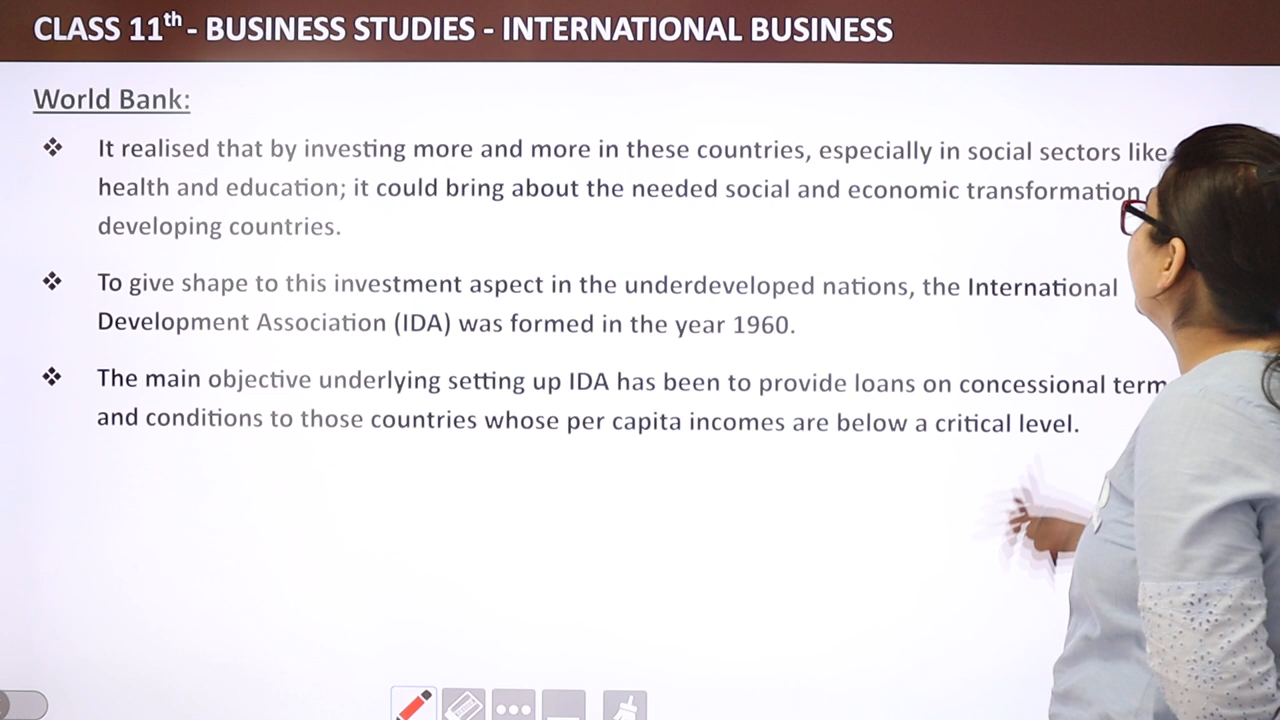 CLASS 11th - BUSINESS STUDIES - INTERNATIONAL BUSINESS
World Bank:
❖ It realised that by investing more and more in these countries, especially in social sectors like
health and education; it could bring about the needed social and economic transformation
developing countries.
❖ To give shape to this investment aspect in the underdeveloped nations, the International
Development Association (IDA) was formed in the year 1960.
❖ The main objective underlying setting up IDA has been to provide loans on concessional term
and conditions to those countries whose per capita incomes are below a critical level.